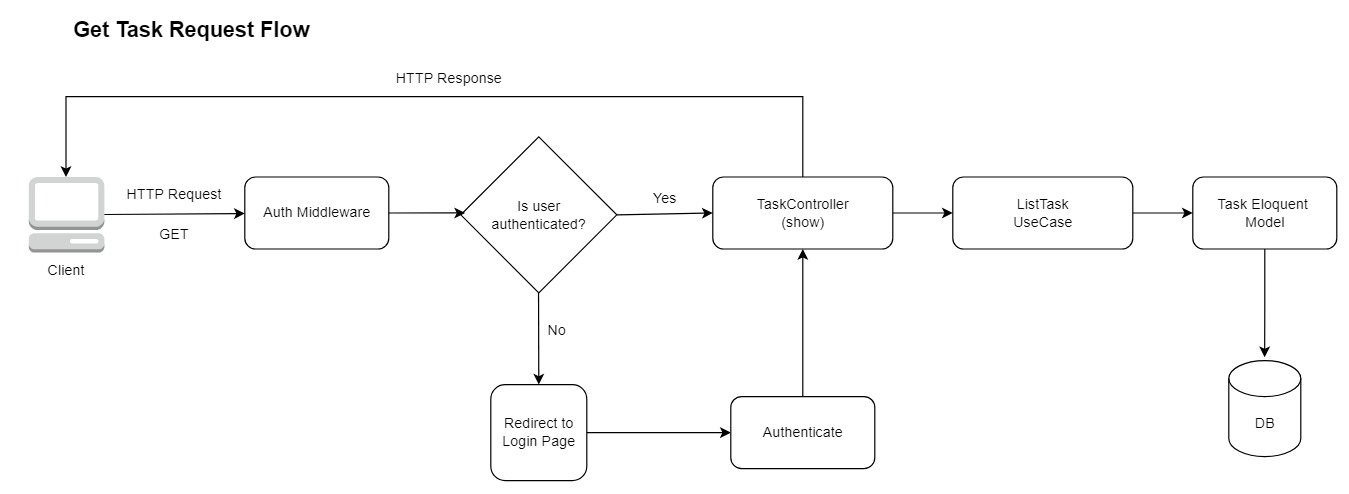 Get Task Request Flow
HTTP Response
HTTP Request
GET
Client
Auth Middleware
Is user
authenticated?
Yes
No
TaskController
(show)
ListTask
UseCase
Task Eloquent
Model
Redirect to
Login Page
Authenticate
DB